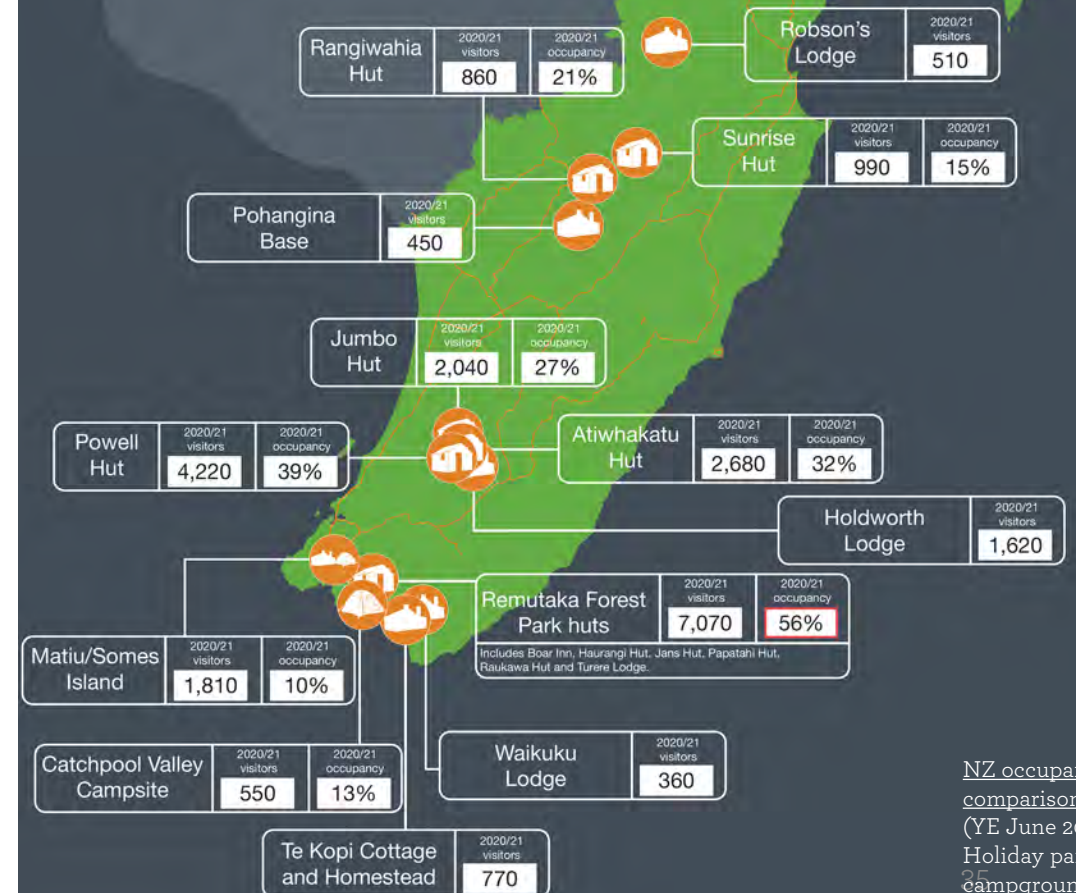 Rangiwahia
Hut
2020/21
visitors
860
2020/21
occupancy
21%
Robson's
Lodge
2020/21
visitors
510
Sunrise
Hut
2020/21
visitors
990
2020/21
occupancy
15%
Pohangina
Base
2020/21
visitors
450
Jumbo
Hut
2020/21
visitors
2,040
2020/21
occupancy
27%
Powell
Hut
2020/21
visitors
4,220
2020/21
occupancy
39%
Atiwhakatu
Hut
2020/21
visitors
2,680
2020/21
occupancy
32%
Holdworth
Lodge
2020/21
visitors
1,620
Remutaka Forest
Park huts
2020/21
visitors
7,070
2020/21
occupancy
56%
Includes Boar Inn, Haurangi Hut, Jans Hut, Papatahi Hut,
Raukawa Hut and Turere Lodge.
Matiu/Somes
Island
2020/21
visitors
1,810
2020/21
occupancy
10%
Catchpool Valley
Campsite
2020/21
visitors
550
2020/21
occupancy
13%
Waikuku
Lodge
2020/21
visitors
360
Te Kopi Cottage
and Homestead
2020/21
visitors
770
NZ
comparison
(YE June
Holiday
35